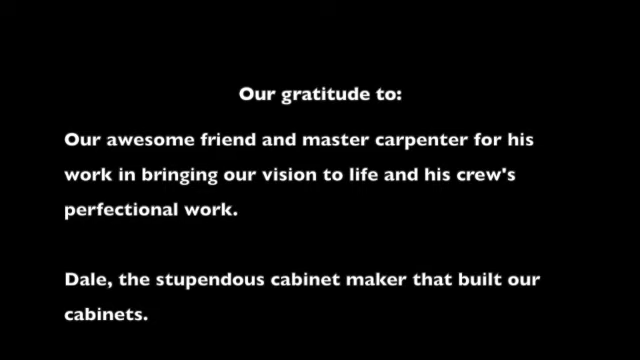 Our gratitude to:
Our awesome friend and master carpenter for his
work in bringing our vision to life and his crew's
perfectional work.
Dale, the stupendous cabinet maker that built our
cabinets.